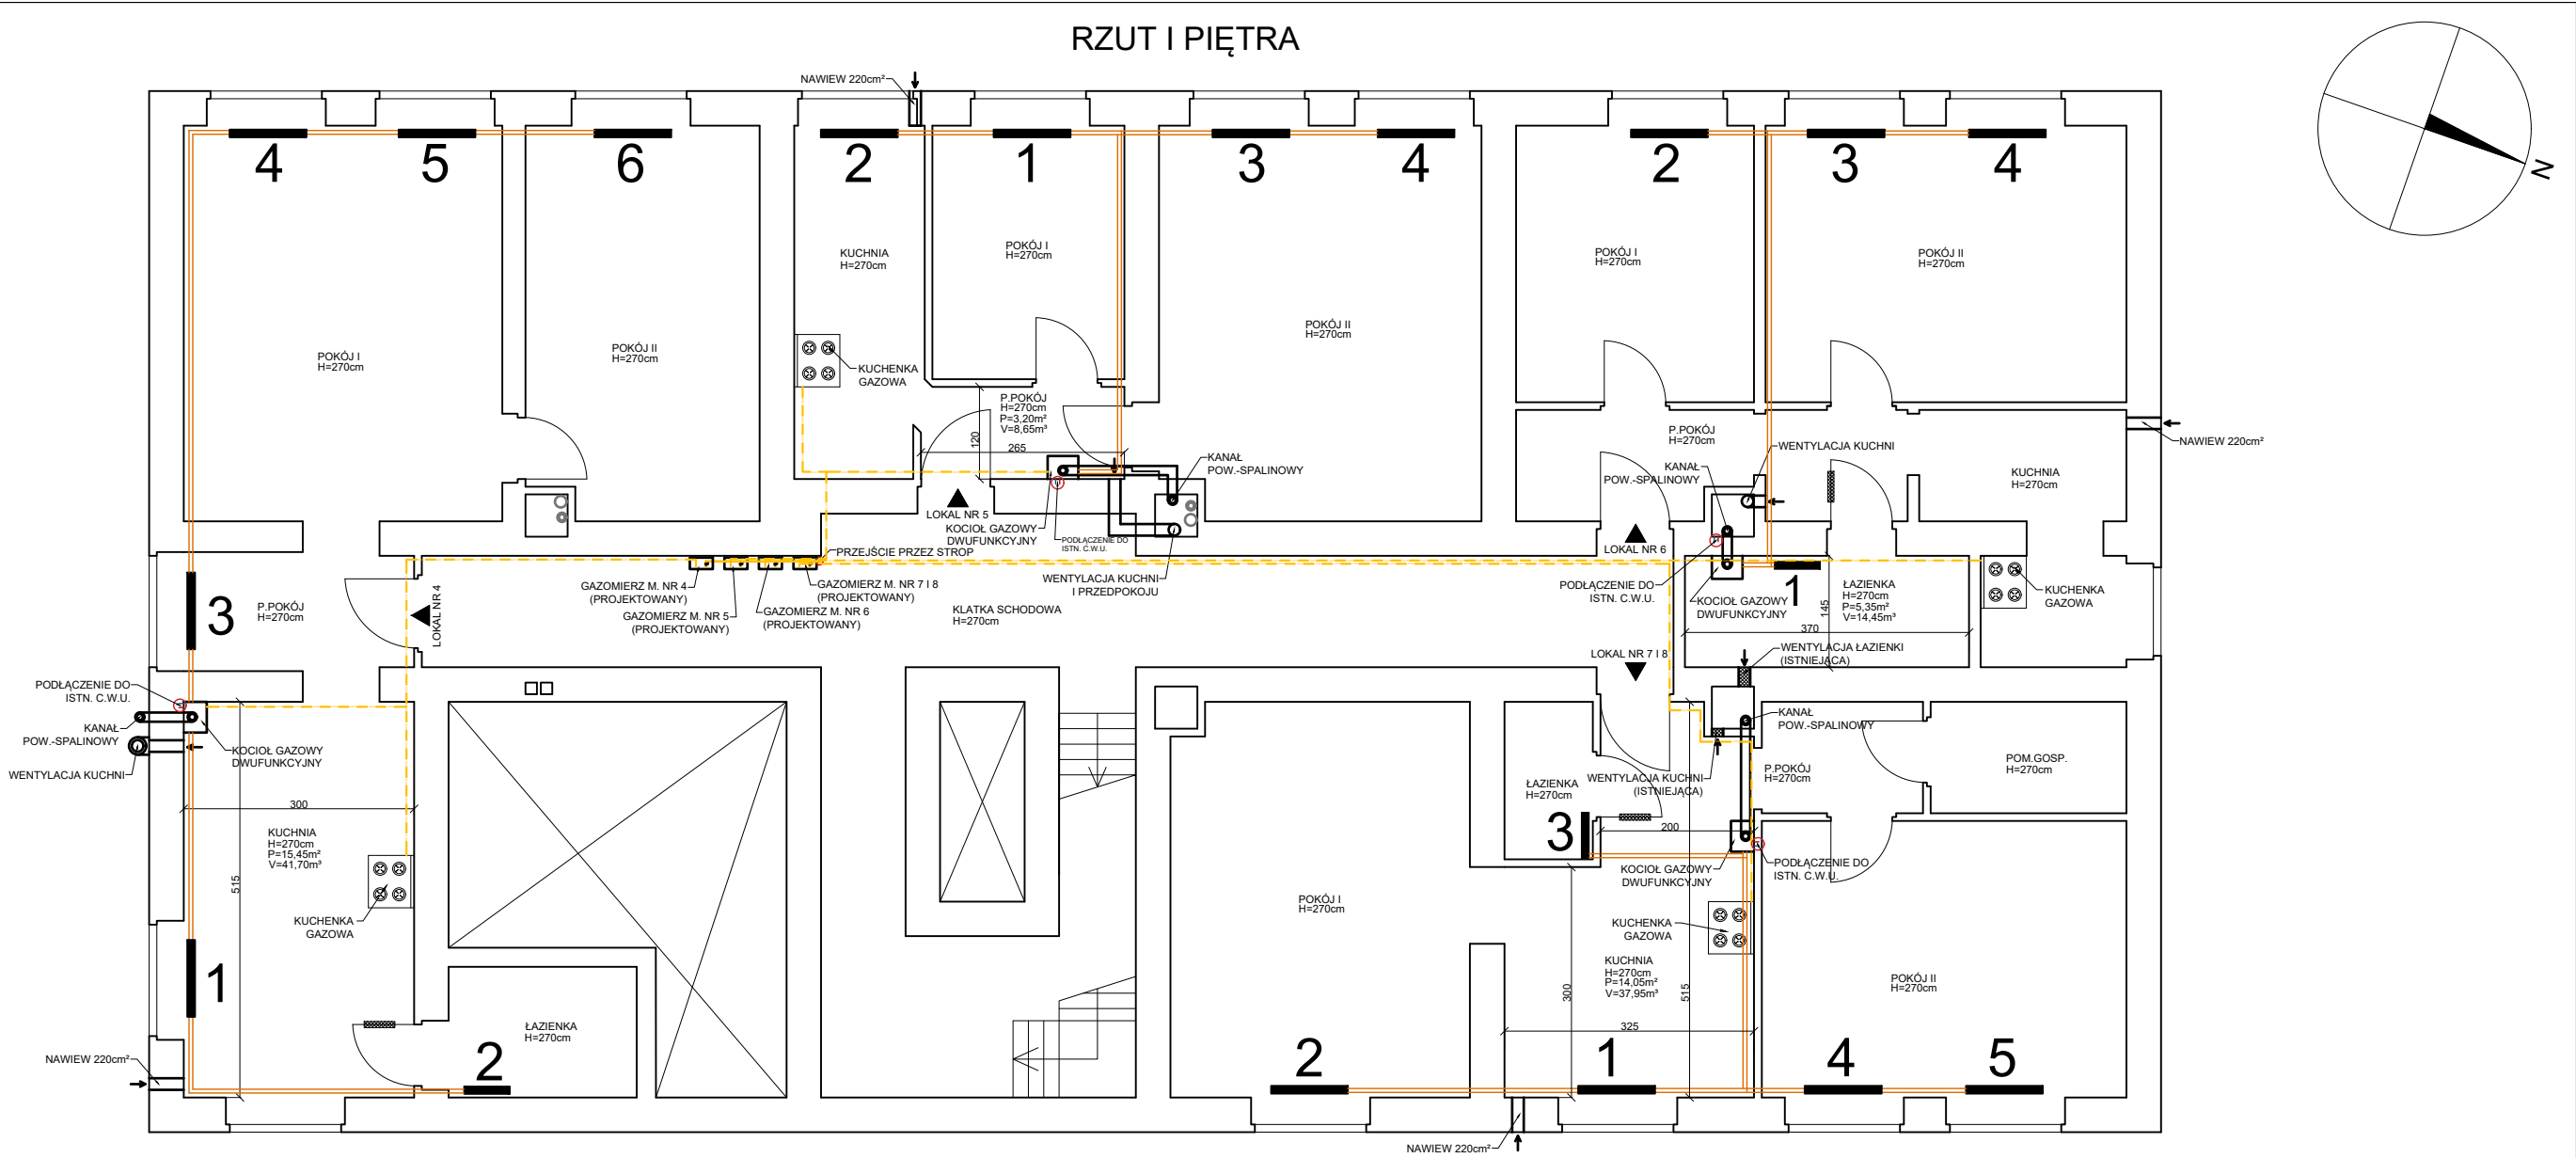 RZUT I PIĘTRA
NAWIEW 220cm²
N
4
5
6
2
1
3
4
2
3
4
POKÓJ I
H=270cm
POKÓJ II
H=270cm
KUCHNIA
H=270cm
KUCHENKA
GAZOWA
POKÓJ I
H=270cm
P.POKÓJ
H=270cm
P=3,20m²
V=8,65m³
120
265
POKÓJ II
H=270cm
KANAŁ
POW.-SPALINOWY
LOKAL NR 5
KOCIOŁ GAZOWY
DWUFUNKCYJNY
PODŁĄCZENIE DO
ISTN. C.W.U.
WENTYLACJA KUCHNI
I PRZEDPOKOJU
POKÓJ I
H=270cm
POKÓJ II
H=270cm
P.POKÓJ
H=270cm
WENTYLACJA KUCHNI
KANAŁ
POW.-SPALINOWY
KUCHNIA
H=270cm
NAWIEW 220cm²
LOKAL NR 6
PODŁĄCZENIE DO
ISTN. C.W.U.
KOCIOŁ GAZOWY
DWUFUNKCYJNY
1
ŁAZIENKA
H=270cm
P=5,35m²
V=14,45m³
145
370
KUCHENKA
GAZOWA
WENTYLACJA ŁAZIENKI
(ISTNIEJĄCA)
PRZEJŚCIE PRZEZ STROP
GAZOMIERZ M. NR 4
(PROJEKTOWANY)
GAZOMIERZ M. NR 5
(PROJEKTOWANY)
GAZOMIERZ M. NR 6
(PROJEKTOWANY)
GAZOMIERZ M. NR 7 I 8
(PROJEKTOWANY)
KLATKA SCHODOWA
H=270cm
3
P.POKÓJ
H=270cm
LOKAL NR 4
PODŁĄCZENIE DO
ISTN. C.W.U.
KANAŁ
POW.-SPALINOWY
WENTYLACJA KUCHNI
KOCIOŁ GAZOWY
DWUFUNKCYJNY
300
KUCHNIA
H=270cm
P=15,45m²
V=41,70m³
515
KUCHENKA
GAZOWA
1
NAWIEW 220cm²
2
ŁAZIENKA
H=270cm
LOKAL NR 7 I 8
KANAŁ
POW.-SPALINOWY
WENTYLACJA KUCHNI
(ISTNIEJĄCA)
P.POKÓJ
H=270cm
POM.GOSP.
H=270cm
ŁAZIENKA
H=270cm
3
200
KOCIOŁ GAZOWY
DWUFUNKCYJNY
PODŁĄCZENIE DO
ISTN. C.W.U.
POKÓJ I
H=270cm
KUCHENKA
GAZOWA
KUCHNIA
H=270cm
P=14,05m²
V=37,95m³
300
515
325
POKÓJ II
H=270cm
2
1
4
5
NAWIEW 220cm²